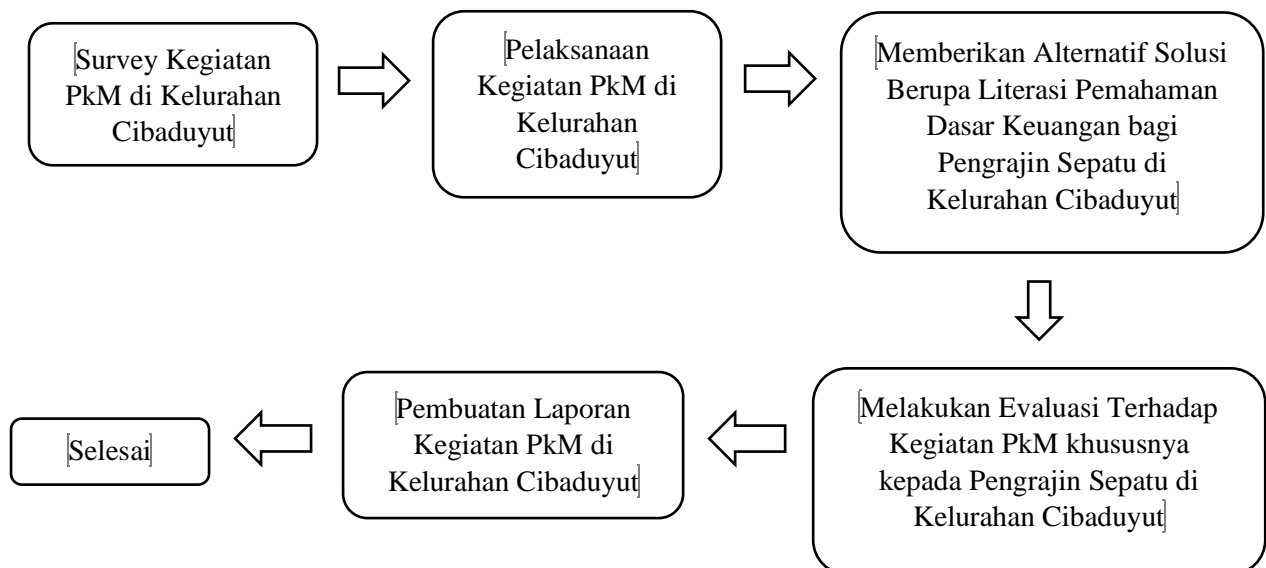 Survey Kegiatan
PkM di Kelurahan
Cibaduyut
Pelaksanaan
Kegiatan PkM di
Kelurahan
Cibaduyut
Memberikan Alternatif Solusi
Berupa Literasi Pemahaman
Dasar Keuangan bagi
Pengrajin Sepatu di
Kelurahan Cibaduyut
Melakukan Evaluasi Terhadap
Kegiatan PkM khususnya
kepada Pengrajin Sepatu di
Kelurahan Cibaduyut
Pembuatan Laporan
Kegiatan PkM di
Kelurahan Cibaduyut
Selesai